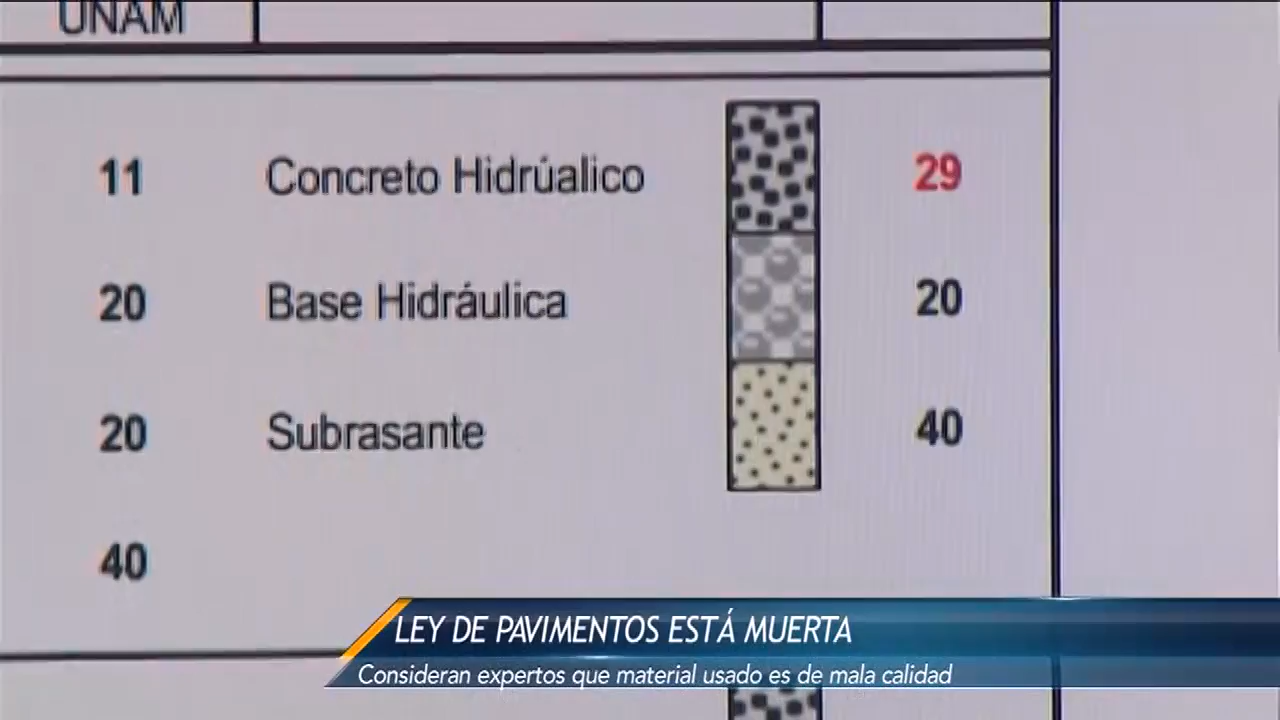 UNAM
11 Concreto Hidrúalico 29
20 Base Hidráulica 20
20 Subrasante 40
40
LEY DE PAVIMENTOS ESTÁ MUERTA
Consideran expertos que material usado es de mala calidad